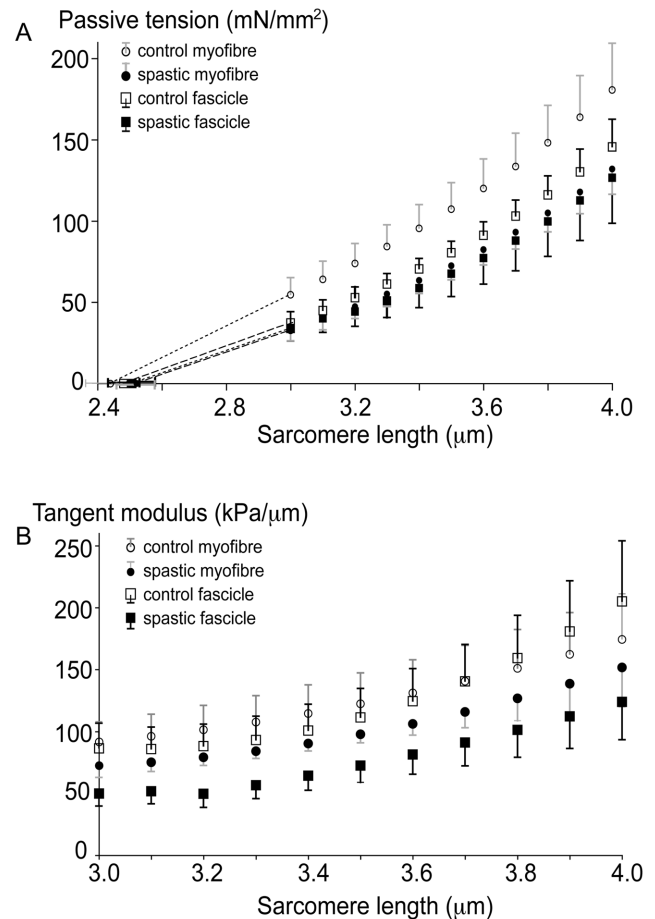 A
Passive tension (mN/mm²)
control myofibre
spastic myofibre
control fascicle
spastic fascicle
200
150
100
50
0
2.4 2.8 3.2 3.6 4.0
Sarcomere length (μm)
B
Tangent modulus (kPa/μm)
control myofibre
spastic myofibre
control fascicle
spastic fascicle
250
200
150
100
50
0
3.0 3.2 3.4 3.6 3.8 4.0
Sarcomere length (μm)